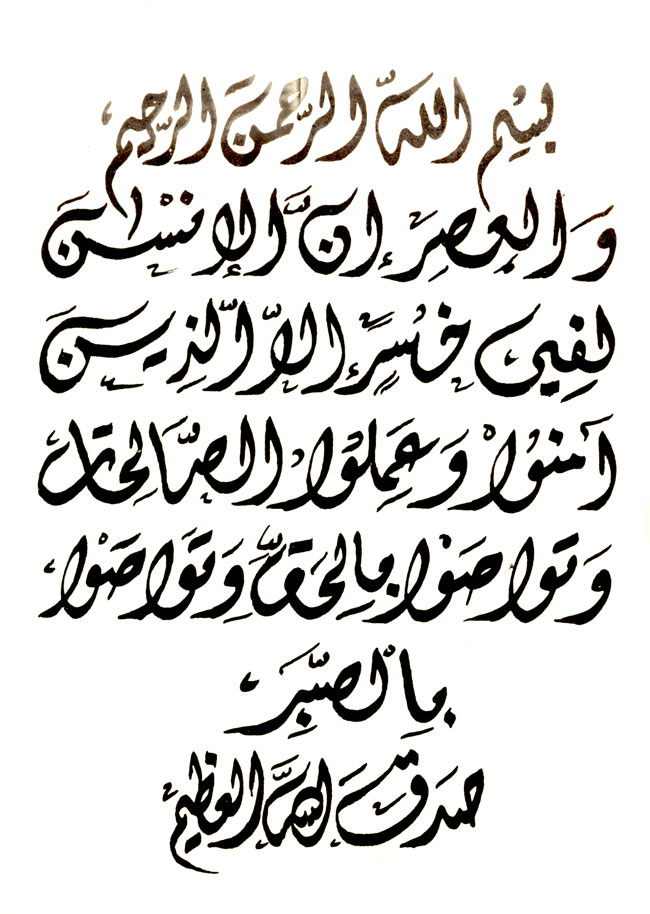 بسم الله الرحمن الرحيم
والعصر إن الإنسن
لفي خسر إلا الذين
آمنوا وعملوا الصالحات
وتواصوا بالحق وتواصوا
بالصبر
صدق الله العظيم